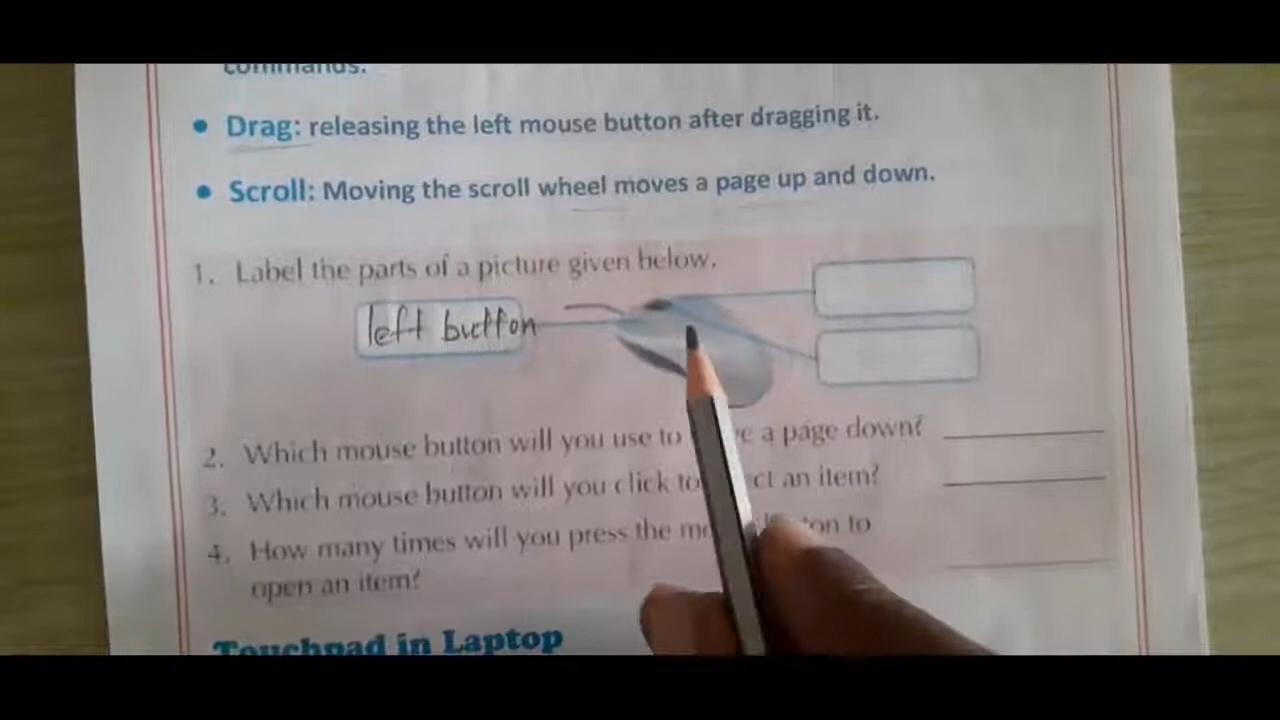 commands.
• Drag: releasing the left mouse button after dragging it.
• Scroll: Moving the scroll wheel moves a page up and down.
1. Label the parts of a picture given below.
left button
2. Which mouse button will you use to a page down?
3. Which mouse button will you click to an item?
4. How many times will you press the to
open an item?
Touchpad in Laptop